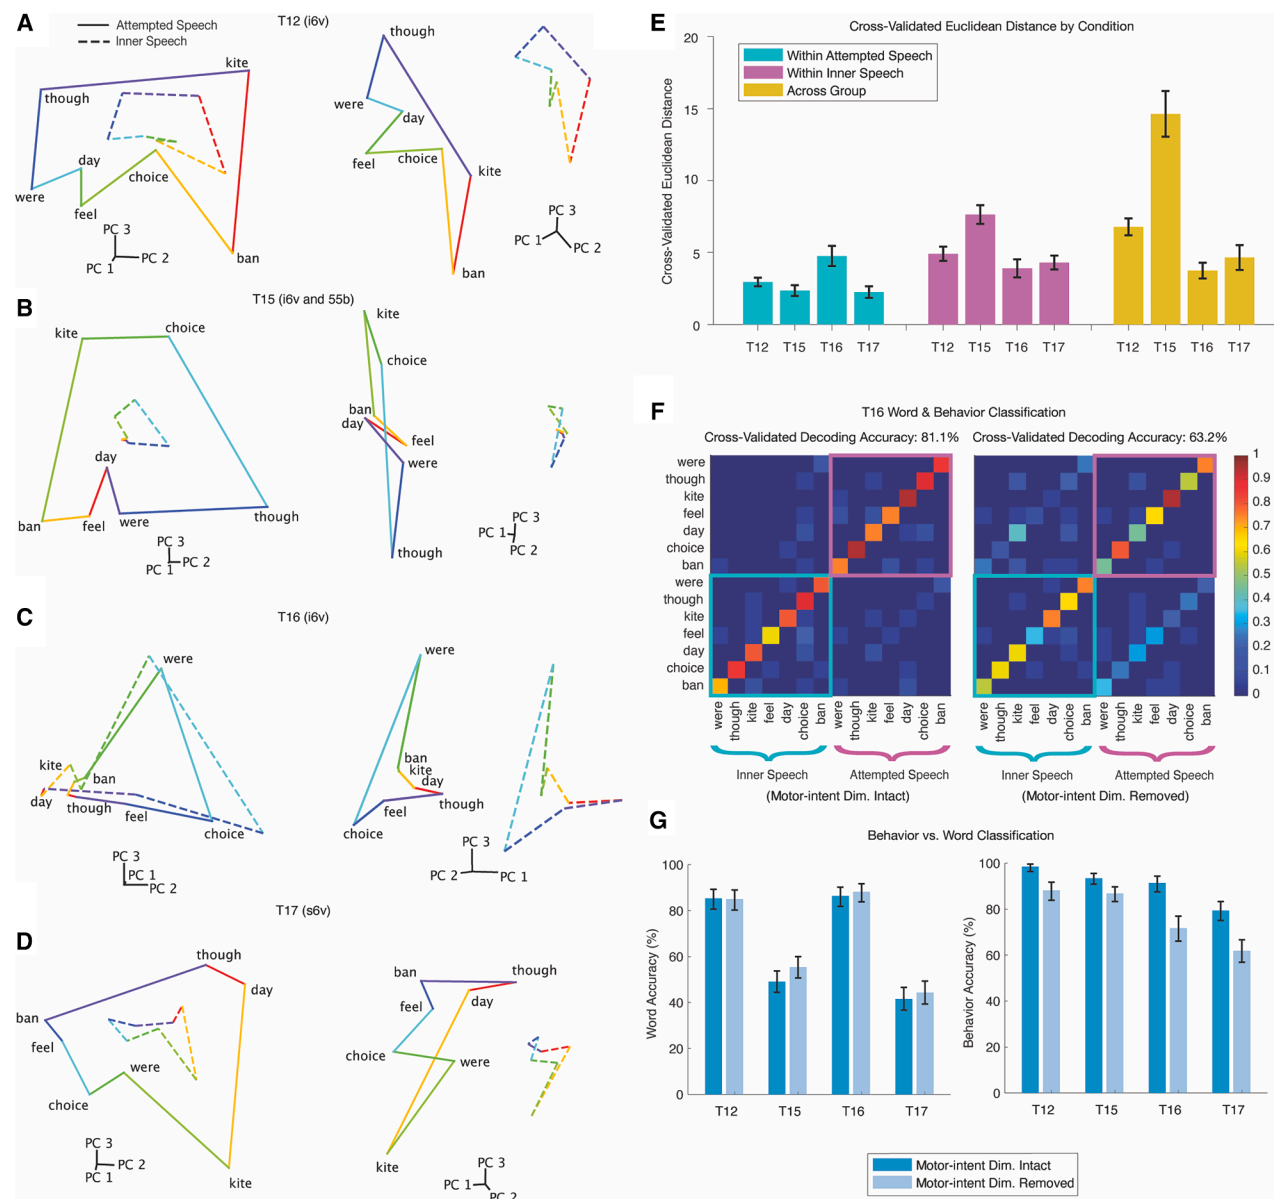 A
Attempted Speech
Inner Speech
T12 (i6v)
kite
though
day
were
feel
choice
ban
PC 3
PC 1
PC 2
though
were
day
feel
choice
kite
ban
PC 3
PC 1
PC 2
B
T15 (i6v and 55b)
kite
choice
day
ban
feel
were
though
PC 3
PC 2
PC 1
kite
choice
ban
day
feel
were
though
PC 3
PC 1
PC 2
C
T16 (i6v)
were
kite
ban
day
though
feel
choice
PC 3
PC 1
PC 2
were
ban
kite
day
though
feel
choice
PC 3
PC 2
PC 1
D
T17 (s6v)
though
day
ban
feel
were
choice
kite
PC 3
PC 2
PC 1
ban
though
day
feel
choice
were
kite
PC 3
PC 1
PC 2
E
Cross-Validated Euclidean Distance by Condition
Cross-Validated Euclidean Distance
20
15
10
5
0
Within Attempted Speech
Within Inner Speech
Across Group
T12 T15 T16 T17 T12 T15 T16 T17 T12 T15 T16 T17
F
T16 Word & Behavior Classification
Cross-Validated Decoding Accuracy: 81.1% Cross-Validated Decoding Accuracy: 63.2%
were
though
kite
feel
day
choice
ban
were
though
kite
feel
day
choice
ban
were though kite feel day choice ban were though kite feel day choice ban
were though kite feel day choice ban were though kite feel day choice ban
1
0.9
0.8
0.7
0.6
0.5
0.4
0.3
0.2
0.1
0
Inner Speech Attempted Speech Inner Speech Attempted Speech
(Motor-intent Dim. Intact) (Motor-intent Dim. Removed)
G
Behavior vs. Word Classification
Word Accuracy (%)
100
80
60
40
20
0
T12 T15 T16 T17
Behavior Accuracy (%)
100
80
60
40
20
0
T12 T15 T16 T17
Motor-intent Dim. Intact
Motor-intent Dim. Removed